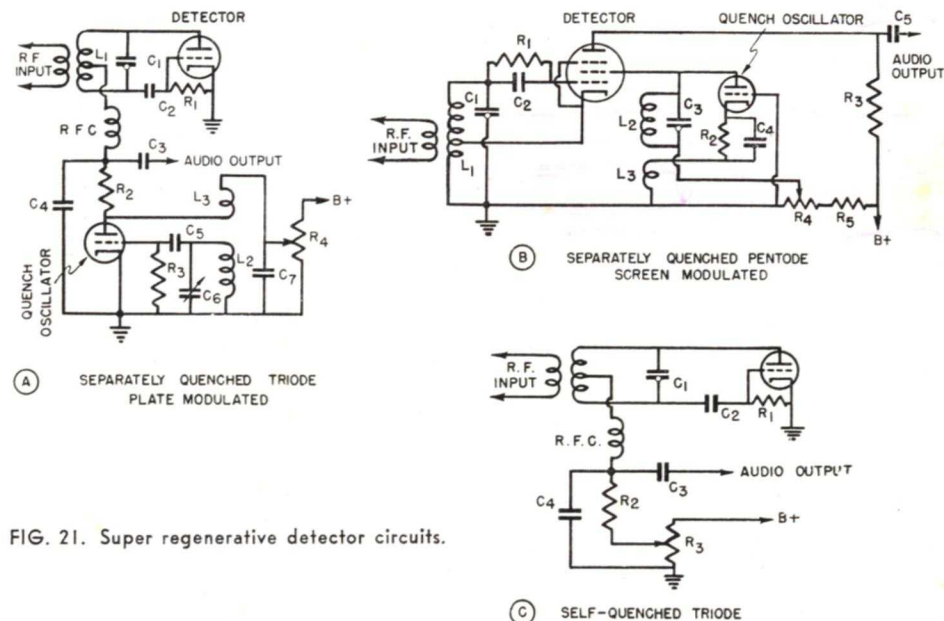 DETECTOR
R F INPUT
L1
C1
C2
R1
R F C
C3
AUDIO OUTPUT
C4
R2
L3
B+
R4
C5
R3
L2
C6
C7
QUENCH OSCILLATOR
A
SEPARATELY QUENCHED TRIODE
PLATE MODULATED
DETECTOR
QUENCH OSCILLATOR
C5
AUDIO
OUTPUT
R1
C1
C2
R.F.
INPUT
L1
L2
C3
R2
C4
L3
R3
R4
R5
B+
B
SEPARATELY QUENCHED PENTODE
SCREEN MODULATED
R.F.
INPUT
C1
C2
R1
R.F.C.
C3
AUDIO OUTPUT
C4
R2
B+
R3
C
SELF-QUENCHED TRIODE
FIG. 21. Super regenerative detector circuits.